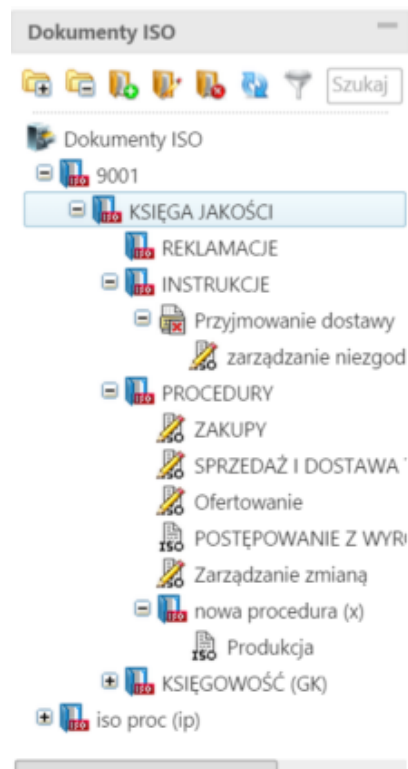 Dokumenty ISO
Szukaj
Dokumenty ISO
9001
KSIĘGA JAKOŚCI
REKLAMACJE
INSTRUKCJE
Przyjmowanie dostawy
zarządzanie niezgod
PROCEDURY
ZAKUPY
SPRZEDAŻ I DOSTAWA
Ofertowanie
POSTĘPOWANIE Z WYR
Zarządzanie zmianą
nowa procedura (x)
Produkcja
KSIĘGOWOŚĆ (GK)
iso proc (ip)